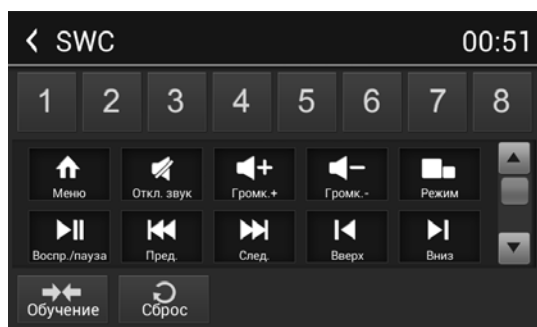 SWC 00:51
1 2 3 4 5 6 7 8
Меню Откл. звук Громк.+ Громк.- Режим
Воспр./пауза Пред. След. Вверх Вниз
Обучение Сброс